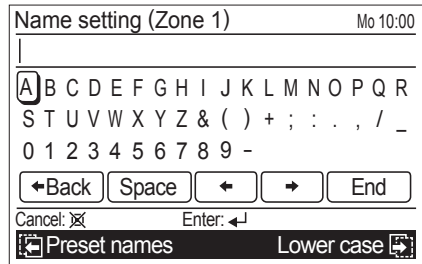 Name setting (Zone 1) Mo 10:00
A B C D E F G H I J K L M N O P Q R
S T U V W X Y Z & ( ) + ; : . , / _
0 1 2 3 4 5 6 7 8 9 -
←Back Space ← → End
Cancel: Enter: ↵
Preset names Lower case